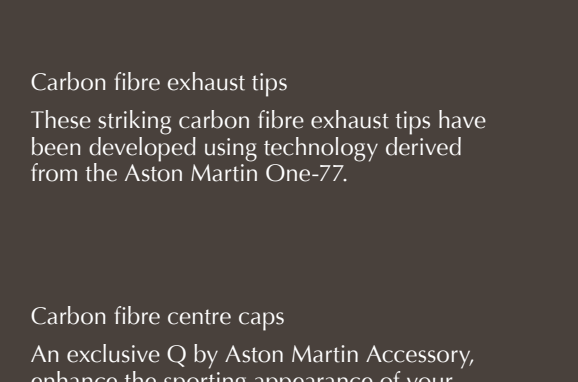 Carbon fibre exhaust tips
These striking carbon fibre exhaust tips have
been developed using technology derived
from the Aston Martin One-77.
Carbon fibre centre caps
An exclusive Q by Aston Martin Accessory,
enhance the sporting appearance of your